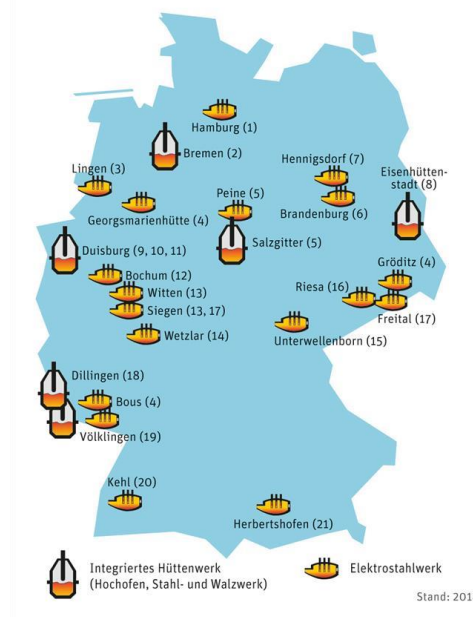 Hamburg (1)
Bremen (2)
Lingen (3)
Hennigsdorf (7)
Eisenhütten-
stadt (8)
Georgsmarienhütte (4)
Peine (5)
Brandenburg (6)
Duisburg (9, 10, 11)
Salzgitter (5)
Gröditz (4)
Bochum (12)
Witten (13)
Riesa (16)
Siegen (13, 17)
Freital (17)
Wetzlar (14)
Unterwellenborn (15)
Dillingen (18)
Bous (4)
Völklingen (19)
Kehl (20)
Herbertshofen (21)
Integriertes Hüttenwerk
(Hochofen, Stahl- und Walzwerk)
Elektrostahlwerk
Stand: 201